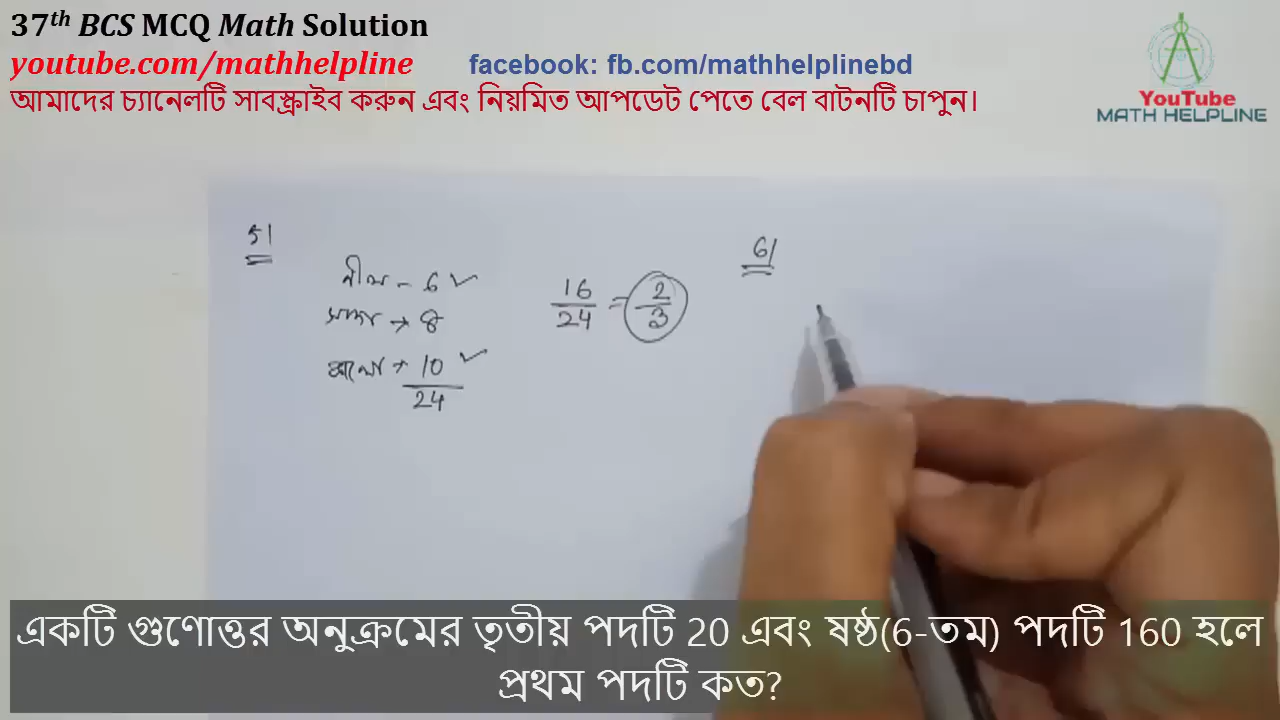 37th BCS MCQ Math Solution
youtube.com/mathhelpline facebook: fb.com/mathhelplinebd
আমাদের চ্যানেলটি সাবস্ক্রাইব করুন এবং নিয়মিত আপডেট পেতে বেল বাটনটি চাপুন।
YouTube
MATH HELPLINE
5|
নীল - 6 ✓
সাদা → 8
কালো → 10 ✓
24
16/24 = 2/3
6|
একটি গুণোত্তর অনুক্রমের তৃতীয় পদটি 20 এবং ষষ্ঠ(6-তম) পদটি 160 হলে
প্রথম পদটি কত?